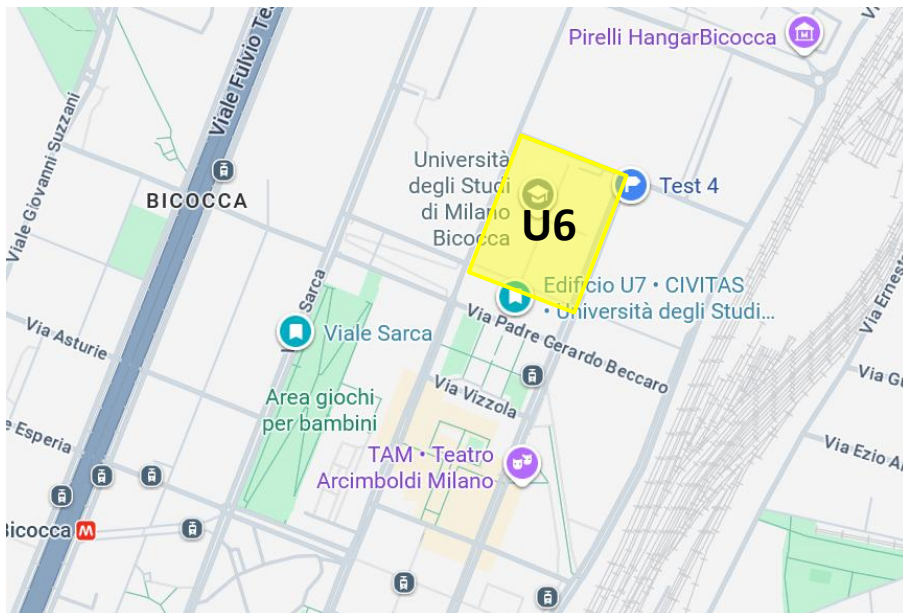 Viale Fulvio Te
Pirelli HangarBicocca
Viale Giovanni Suzzani
Università
degli Studi
di Milano
Bicocca
U6
Test 4
BICOCCA
Sarca
Edificio U7 • CIVITAS
• Università degli Studi...
Via Ernest
Via Asturie
Viale Sarca
Via Padre Gerardo Beccaro
Via Gu
Area giochi
per bambini
Via Vizzola
e Esperia
TAM • Teatro
Arcimboldi Milano
Via Ezio A
Bicocca M